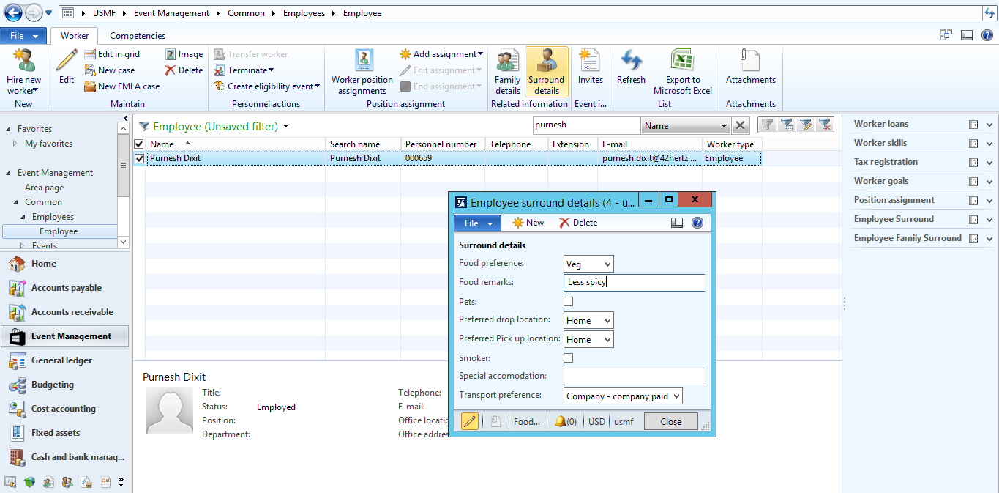 USMF Event Management Common Employees Employee
File Worker Competencies
Hire new worker
New
Edit
Edit in grid
New case
New FMLA case
Image
Delete
Maintain
Transfer worker
Terminate
Create eligibility event
Personnel actions
Worker position assignments
Add assignment
Edit assignment
End assignment
Position assignment
Family details
Surround details
Related information
Invites
Event i...
Refresh
Export to Microsoft Excel
List
Attachments
Attachments
Favorites
My favorites
Event Management
Area page
Common
Employees
Employee
Events
Home
Accounts payable
Accounts receivable
Event Management
General ledger
Budgeting
Cost accounting
Fixed assets
Cash and bank manag...
Employee (Unsaved filter)
purnesh Name
Name Search name Personnel number Telephone Extension E-mail Worker type
Purnesh Dixit Purnesh Dixit 000659 purnesh.dixit@42hertz.... Employee
Purnesh Dixit
Title:
Status: Employed
Position:
Department:
Telephone:
E-mail:
Office locatio
Office addres
Employee surround details (4 - u...
File New Delete
Surround details
Food preference: Veg
Food remarks: Less spicy
Pets:
Preferred drop location: Home
Preferred Pick up location: Home
Smoker:
Special accomodation:
Transport preference: Company - company paid
Food... (0) USD usmf Close
Worker loans
Worker skills
Tax registration
Worker goals
Position assignment
Employee Surround
Employee Family Surround